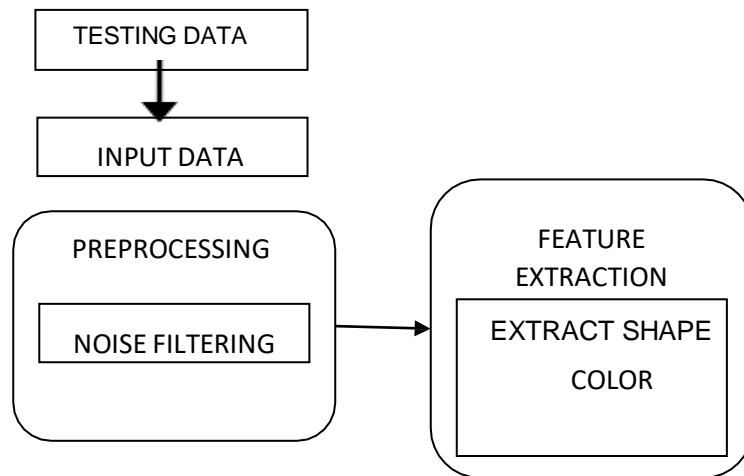 TESTING DATA
INPUT DATA
PREPROCESSING
NOISE FILTERING
FEATURE
EXTRACTION
EXTRACT SHAPE
COLOR